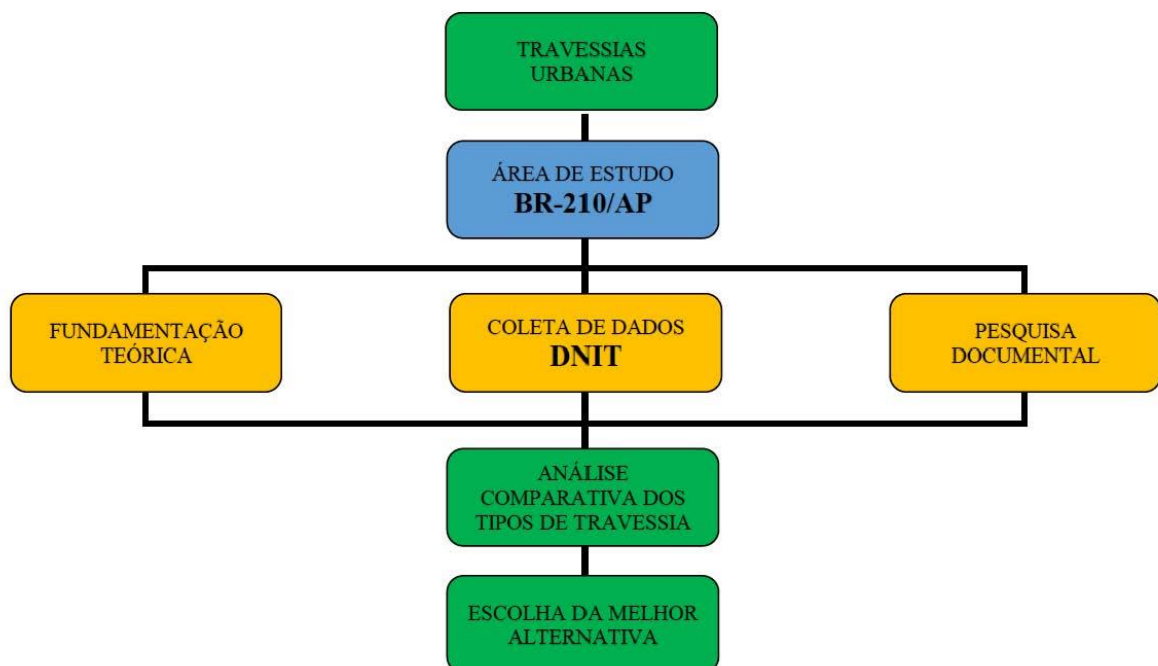 TRAVESSIAS
URBANAS
ÁREA DE ESTUDO
BR-210/AP
FUNDAMENTAÇÃO
TEÓRICA
COLETA DE DADOS
DNIT
PESQUISA
DOCUMENTAL
ANÁLISE
COMPARATIVA DOS
TIPOS DE TRAVESSIA
ESCOLHA DA MELHOR
ALTERNATIVA